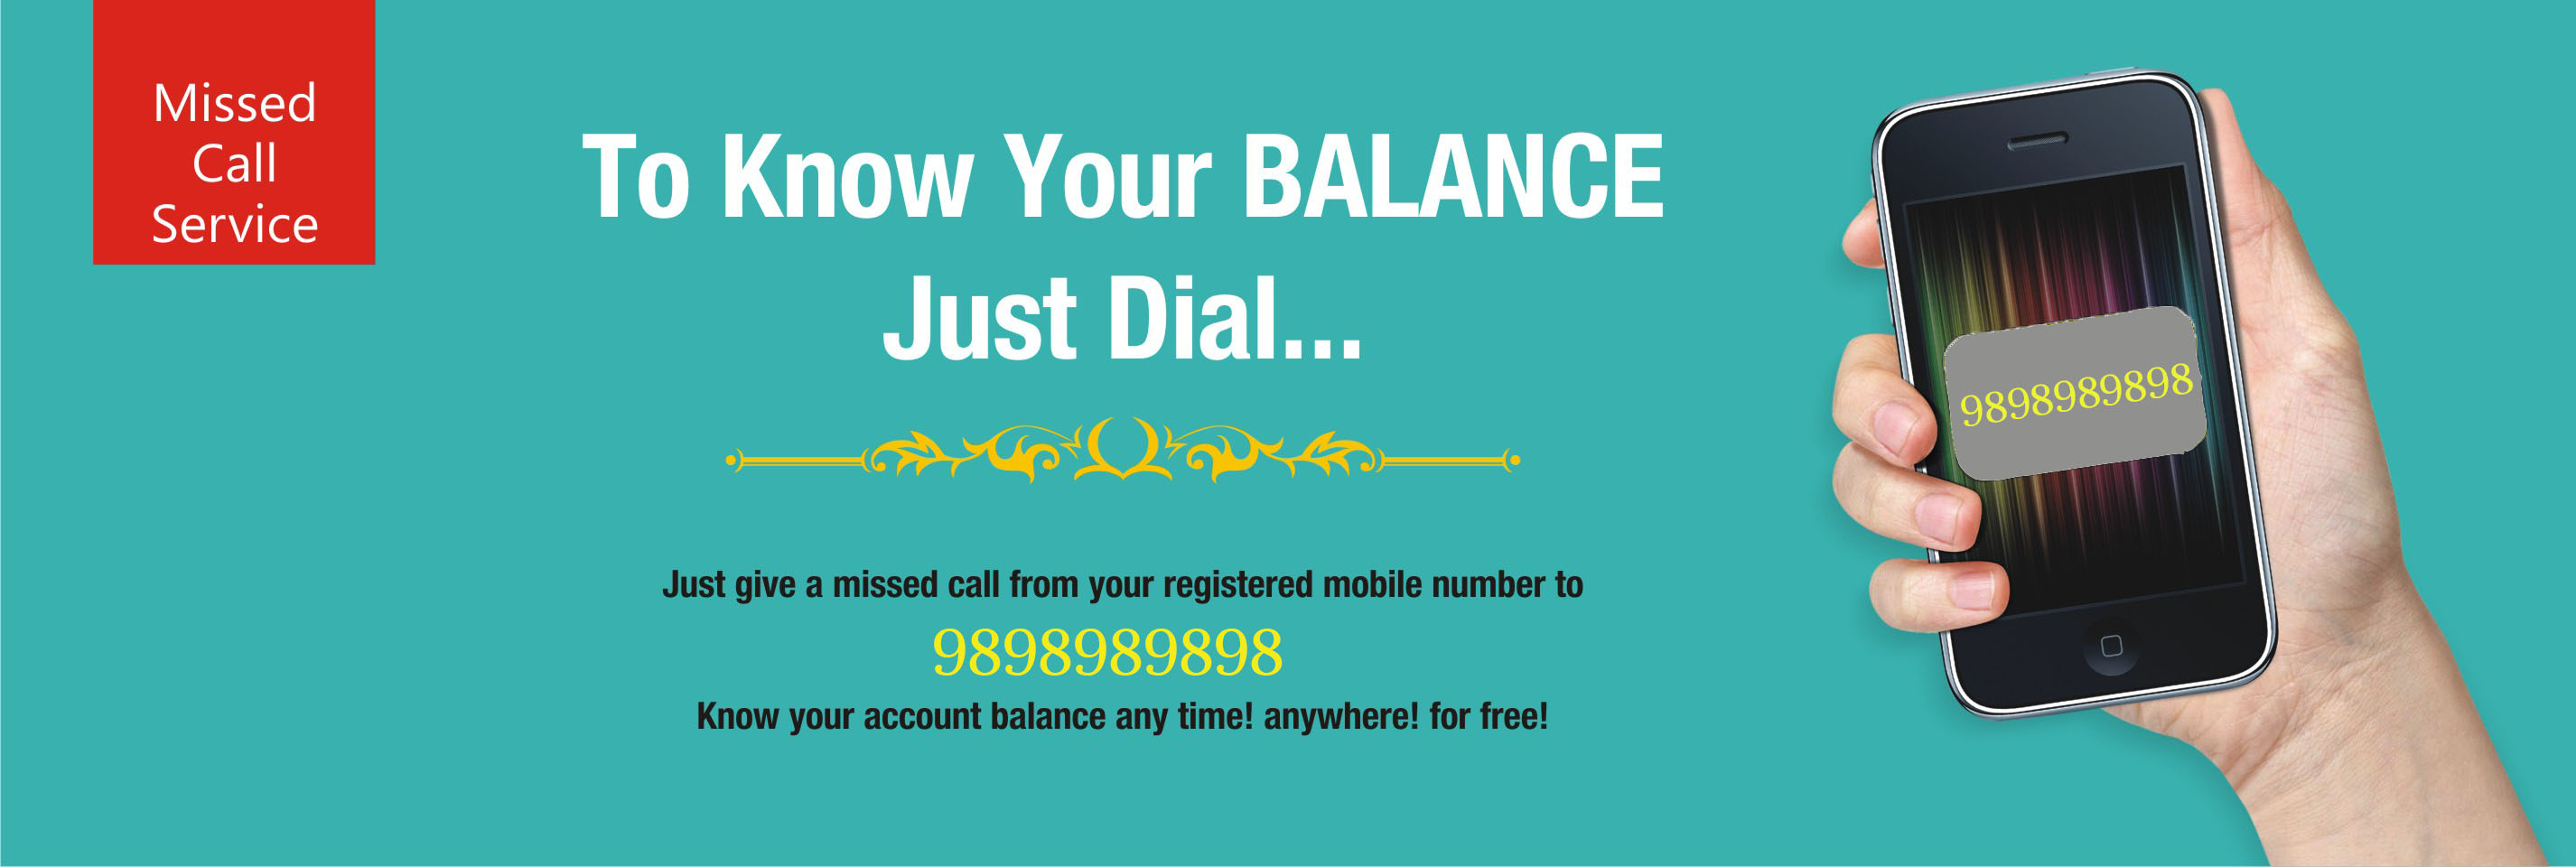 Missed
Call
Service
To Know Your BALANCE
Just Dial...
Just give a missed call from your registered mobile number to
9898989898
Know your account balance any time! anywhere! for free!
9898989898